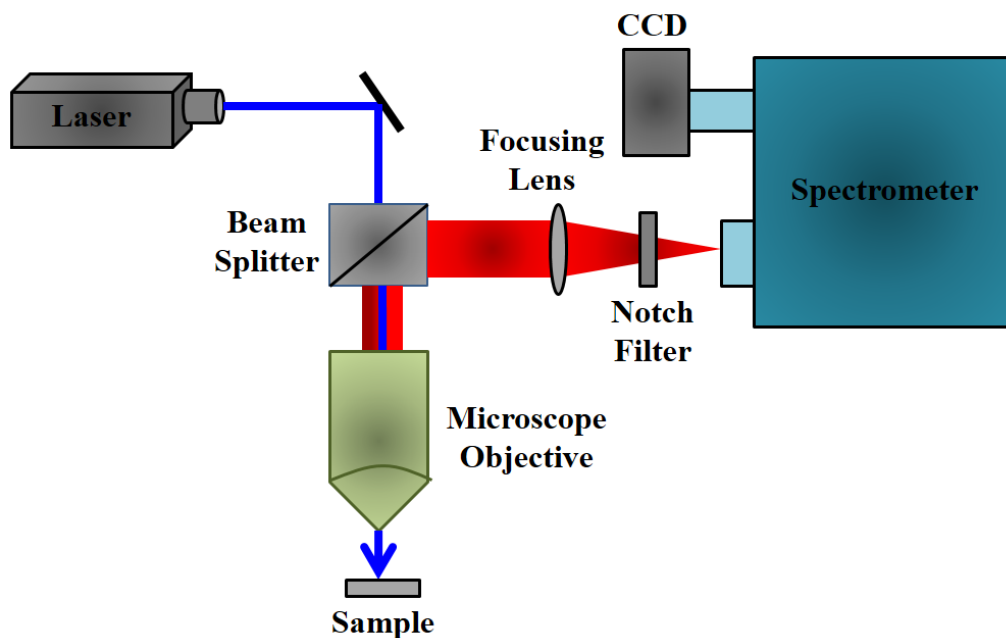 CCD
Laser
Focusing
Lens
Spectrometer
Beam
Splitter
Notch
Filter
Microscope
Objective
Sample